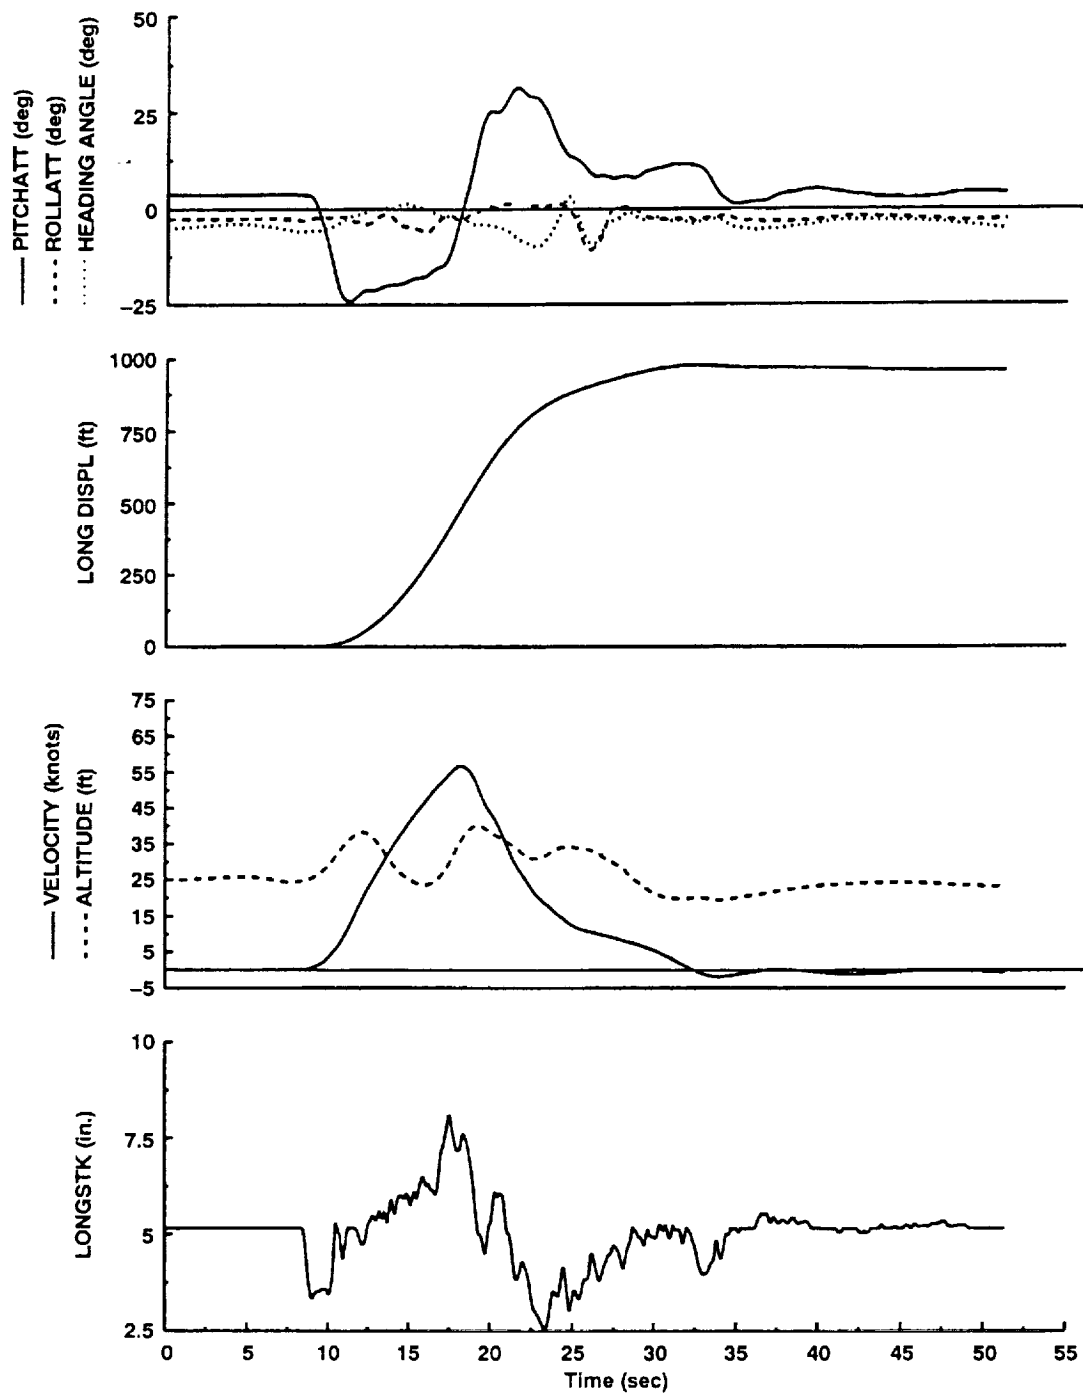 —— PITCHATT (deg)
---- ROLLATT (deg)
······ HEADING ANGLE (deg)
50
25
0
−25
LONG DISPL (ft)
1000
750
500
250
0
—— VELOCITY (knots)
---- ALTITUDE (ft)
75
65
55
45
35
25
15
5
−5
LONGSTK (in.)
10
7.5
5
2.5
0 5 10 15 20 25 30 35 40 45 50 55
Time (sec)